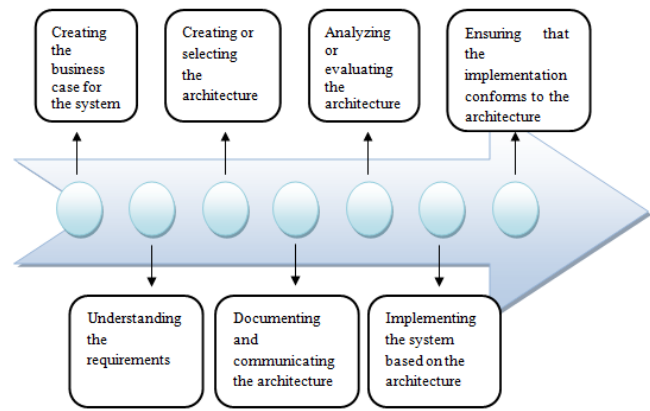 Creating
the
business
case for
the system
Creating or
selecting
the
architecture
Analyzing
or
evaluating
the
architecture
Ensuring that
the
implementation
conforms to the
architecture
Understanding
the
requirements
Documenting
and
communicating
the architecture
Implementing
the system
based on the
architecture